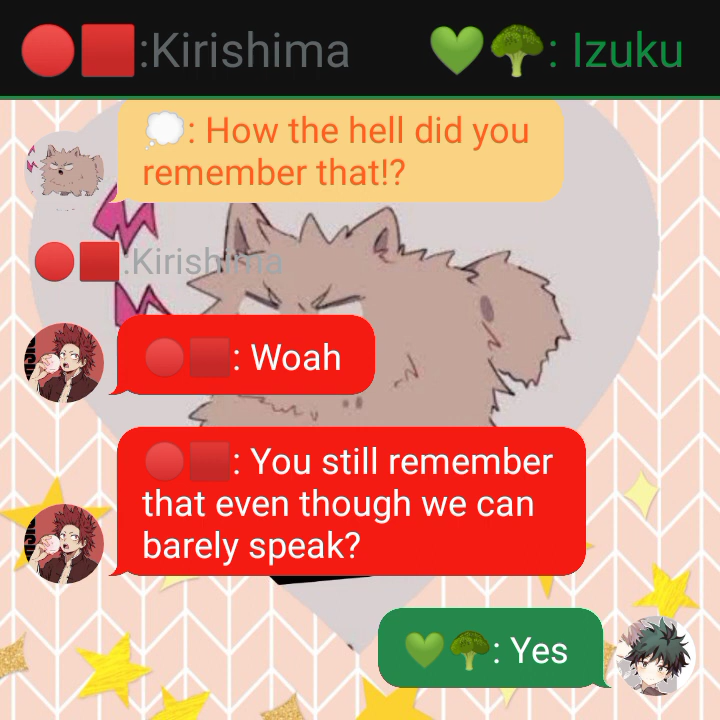 🔴🟥:Kirishima 💚🥦: Izuku
💭: How the hell did you
remember that!?
🔴🟥:Kirishima
🔴🟥: Woah
🔴🟥: You still remember
that even though we can
barely speak?
💚🥦: Yes